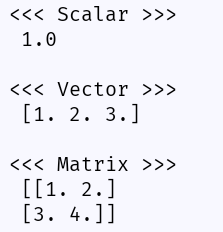 <<< Scalar >>>
 1.0

<<< Vector >>>
 [1. 2. 3.]

<<< Matrix >>>
 [[1. 2.]
 [3. 4.]]